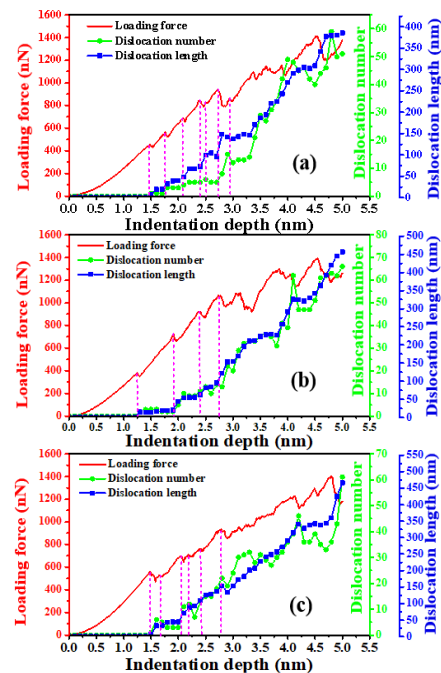 Loading force
Dislocation number
Dislocation length
(a)
Loading force (nN)
Dislocation number
Dislocation length (nm)
0 200 400 600 800 1000 1200 1400 1600
0 10 20 30 40 50 60
0 50 100 150 200 250 300 350 400
0.0 0.5 1.0 1.5 2.0 2.5 3.0 3.5 4.0 4.5 5.0 5.5
Indentation depth (nm)
Loading force
Dislocation number
Dislocation length
(b)
Loading force (nN)
Dislocation number
Dislocation length (nm)
0 200 400 600 800 1000 1200 1400 1600
0 10 20 30 40 50 60 70 80
0 50 100 150 200 250 300 350 400 450 500
0.0 0.5 1.0 1.5 2.0 2.5 3.0 3.5 4.0 4.5 5.0 5.5
Indentation depth (nm)
Loading force
Dislocation number
Dislocation length
(c)
Loading force (nN)
Dislocation number
Dislocation length (nm)
0 200 400 600 800 1000 1200 1400 1600
0 10 20 30 40 50 60 70
0 50 100 150 200 250 300 350 400 450 500 550
0.0 0.5 1.0 1.5 2.0 2.5 3.0 3.5 4.0 4.5 5.0 5.5
Indentation depth (nm)